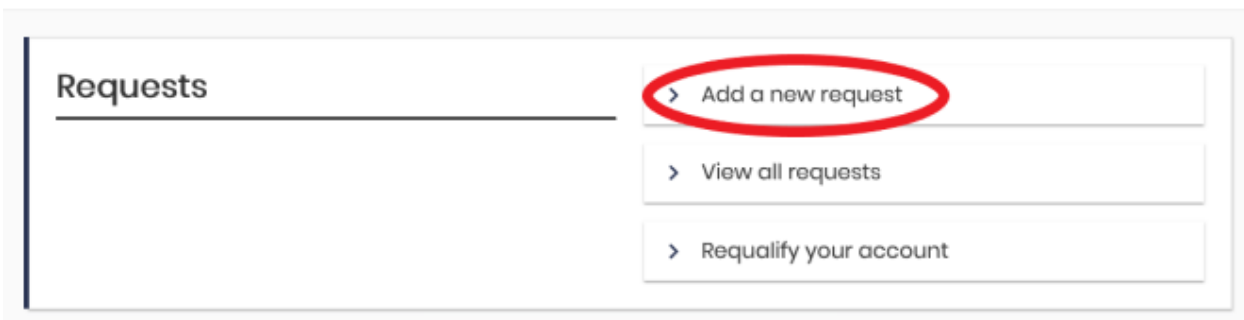 Requests
Add a new request
View all requests
Requalify your account